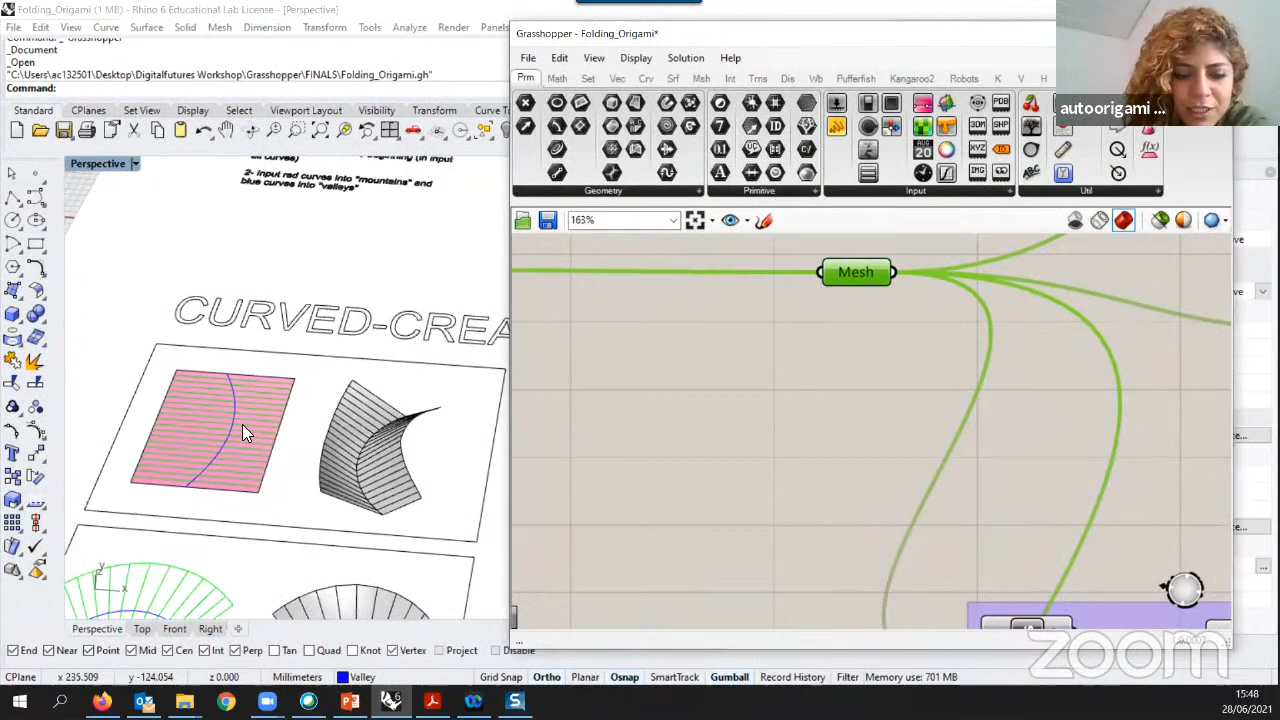 Folding_Origami (1 MB) - Rhino 6 Educational Lab License - [Perspective]
File Edit View Curve Surface Solid Mesh Dimension Transform Tools Analyze Render Panels
_Document
_Open
"C:\Users\ac132501\Desktop\Digitalfutures Workshop\Grasshopper\FINALS\Folding_Origami.gh"
Command:
Standard CPlanes Set View Display Select Viewport Layout Visibility Transform Curve To
Perspective
beginning (in input
all curves)
2- Input red curves into "mountains" and
blue curves into "valleys"
CURVED-CREA
y
x
Perspective Top Front Right
End Near Point Mid Cen Int Perp Tan Quad Knot Vertex Project Disable
CPlane x 235.509 y -124.054 z 0.000 Millimeters Valley Grid Snap Ortho Planar Osnap SmartTrack Gumball Record History Filter Memory use: 701 MB
Grasshopper - Folding_Origami*
File Edit View Display Solution Help
Prm Math Set Vec Crv Srf Msh Int Trns Dis Wb Pufferfish Kangaroo2 Robots K V H
Geometry Primitive Input Util
163%
Mesh
autoorigami ...
zoom
15:48
28/06/2021